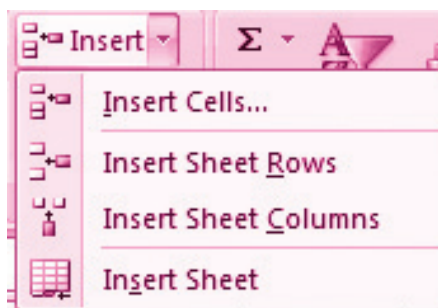 Insert Σ
Insert Cells...
Insert Sheet Rows
Insert Sheet Columns
Insert Sheet